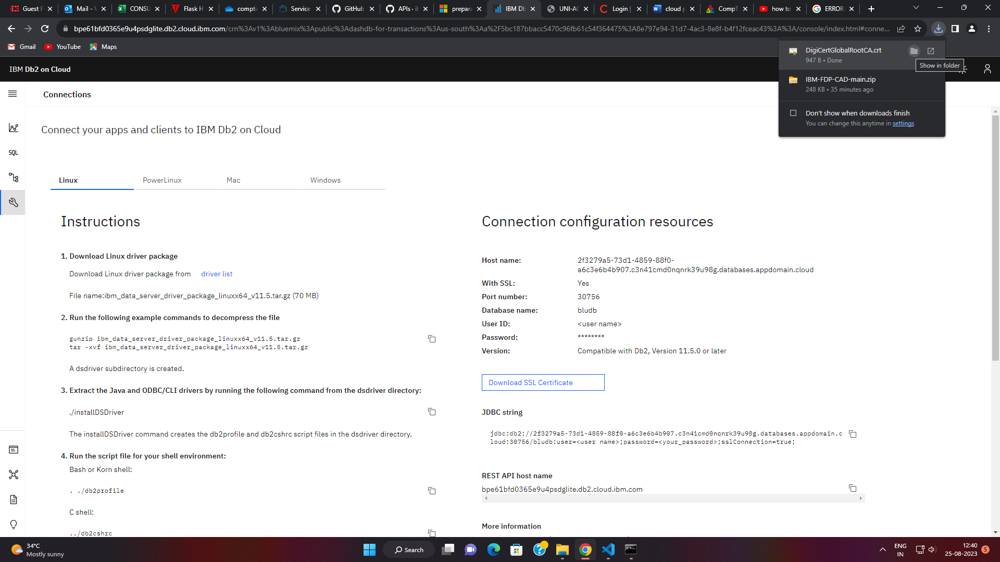 Guest P
Mail - V
CONSU
Flask H
compti
Service
GitHub
APIs · ib
prepara
IBM Db
UNI-AC
Login |
cloud p
CompT
how to
ERROR:
bpe61bfd0365e9u4psdglite.db2.cloud.ibm.com/crn%3Av1%3Abluemix%3Apublic%3Adashdb-for-transactions%3Aus-south%3Aa%2F5bc187bbacc5470c96fb61c54f364475%3A8e797e94-31d7-4ac3-8e8f-b4f12fceac43%3A%3A/console/index.html#conne...
Gmail
YouTube
Maps
DigiCertGlobalRootCA.crt
947 B • Done
Show in folder
IBM-FDP-CAD-main.zip
248 KB • 35 minutes ago
Don't show when downloads finish
You can change this anytime in settings
IBM Db2 on Cloud
Connections
SQL
Connect your apps and clients to IBM Db2 on Cloud
Linux
PowerLinux
Mac
Windows
Instructions
1. Download Linux driver package
Download Linux driver package from driver list
File name:ibm_data_server_driver_package_linuxx64_v11.5.tar.gz (70 MB)
2. Run the following example commands to decompress the file
gunzip ibm_data_server_driver_package_linuxx64_v11.5.tar.gz
tar -xvf ibm_data_server_driver_package_linuxx64_v11.5.tar.gz
A dsdriver subdirectory is created.
3. Extract the Java and ODBC/CLI drivers by running the following command from the dsdriver directory:
./installDSDriver
The installDSDriver command creates the db2profile and db2cshrc script files in the dsdriver directory.
4. Run the script file for your shell environment:
Bash or Korn shell:
. ./db2profile
C shell:
../db2cshrc
Connection configuration resources
Host name: 2f3279a5-73d1-4859-88f0-
a6c3e6b4b907.c3n41cmd0nqnrk39u98g.databases.appdomain.cloud
With SSL: Yes
Port number: 30756
Database name: bludb
User ID: <user name>
Password: ********
Version: Compatible with Db2, Version 11.5.0 or later
Download SSL Certificate
JDBC string
jdbc:db2://2f3279a5-73d1-4859-88f0-a6c3e6b4b907.c3n41cmd0nqnrk39u98g.databases.appdomain.c
loud:30756/bludb:user=<user name>;password=<your_password>;sslConnection=true;
REST API host name
bpe61bfd0365e9u4psdglite.db2.cloud.ibm.com
More information
34°C
Mostly sunny
Search
ENG
IN
12:40
25-08-2023
5